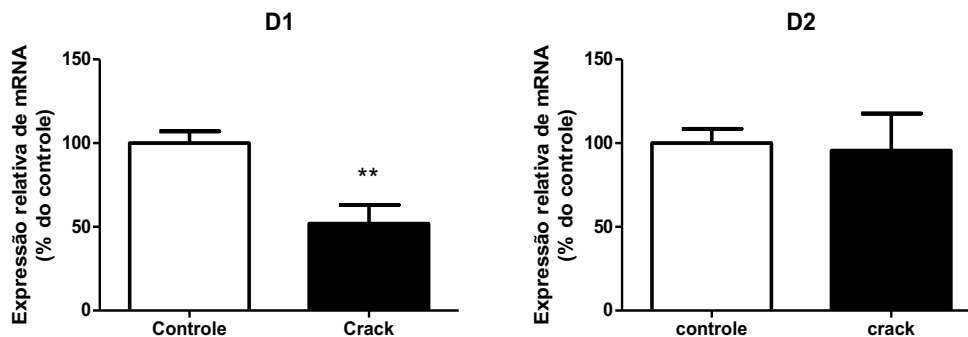 D1
Expressão relativa de mRNA
(% do controle)
150
100
50
0
**
Controle
Crack
D2
Expressão relativa de mRNA
(% do controle)
150
100
50
0
controle
crack